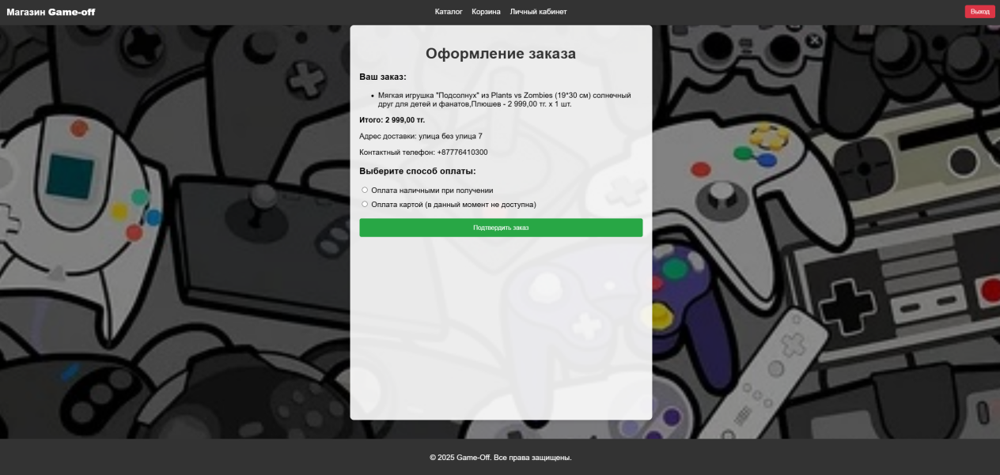 Магазин Game-off
Каталог Корзина Личный кабинет
Выход
Оформление заказа
Ваш заказ:
Мягкая игрушка "Подсолнух" из Plants vs Zombies (19*30 см) солнечный
друг для детей и фанатов,Плюшев - 2 999,00 тг. x 1 шт.
Итого: 2 999,00 тг.
Адрес доставки: улица без улица 7
Контактный телефон: +87776410300
Выберите способ оплаты:
Оплата наличными при получении
Оплата картой (в данный момент не доступна)
Подтвердить заказ
© 2025 Game-Off. Все права защищены.